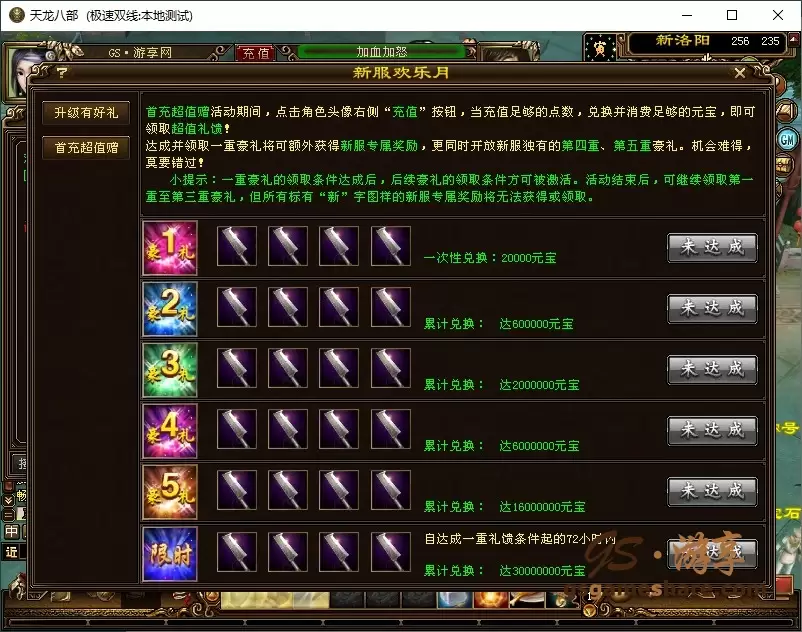 天龙八部 (极速双线:本地测试)
GS·游享网
充值
加血加怒
新洛阳
256 235
?
新服欢乐月
GM
升级有好礼
首充超值赠
首充超值赠活动期间，点击角色头像右侧“充值”按钮，当充值足够的点数，兑换并消费足够的元宝，即可
领取超值礼馈！
达成并领取一重豪礼将可额外获得新服专属奖励，更同时开放新服独有的第四重、第五重豪礼。机会难得，
莫要错过！
小提示：一重豪礼的领取条件达成后，后续豪礼的领取条件方可被激活。活动结束后，可继续领取第一
重至第三重豪礼，但所有标有“新”字图样的新服专属奖励将无法获得或领取。
豪1礼
一次性兑换：20000元宝
未达成
豪2礼
累计兑换： 达600000元宝
未达成
豪3礼
累计兑换： 达2000000元宝
未达成
豪4礼
累计兑换： 达6000000元宝
未达成
豪5礼
累计兑换： 达16000000元宝
未达成
限时
自达成一重礼馈条件起的72小时内
累计兑换： 达30000000元宝
GS·游享
号
石
申
近